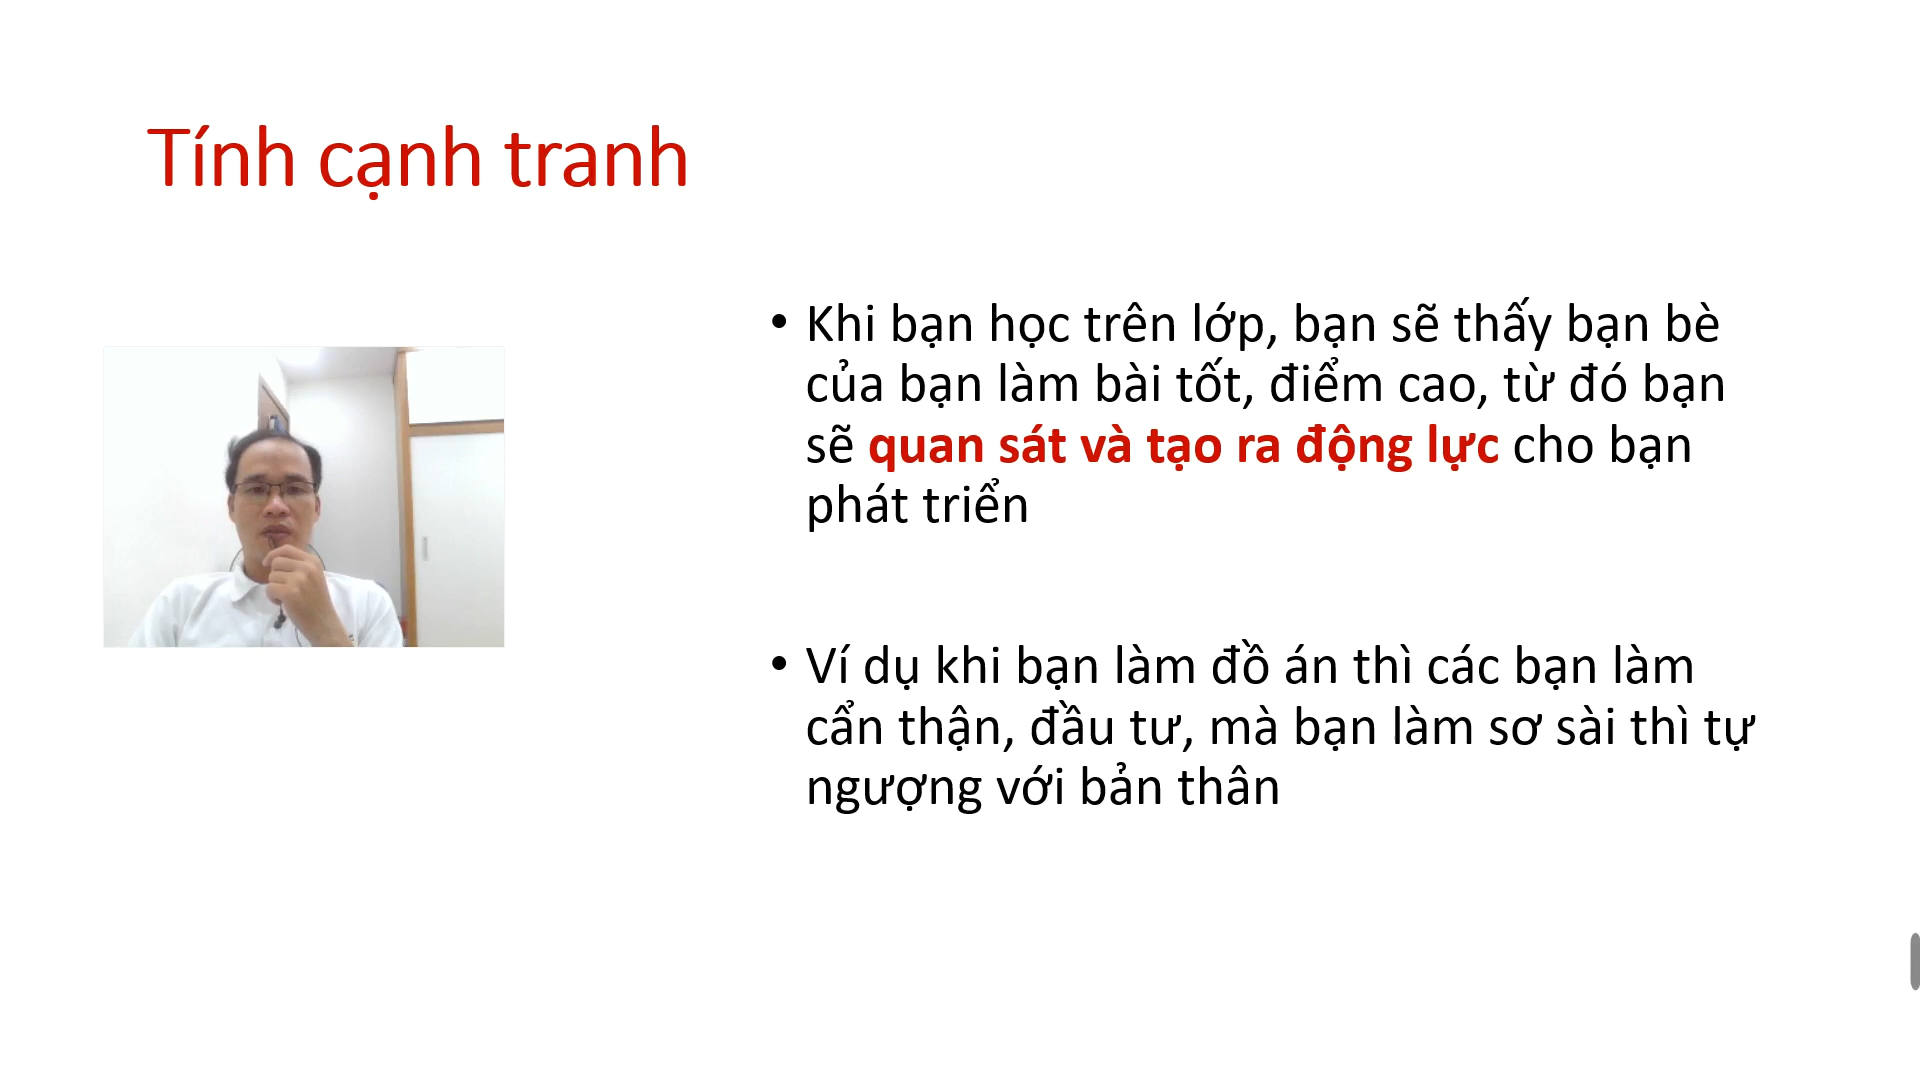 Tính cạnh tranh
• Khi bạn học trên lớp, bạn sẽ thấy bạn bè
của bạn làm bài tốt, điểm cao, từ đó bạn
sẽ quan sát và tạo ra động lực cho bạn
phát triển
• Ví dụ khi bạn làm đồ án thì các bạn làm
cẩn thận, đầu tư, mà bạn làm sơ sài thì tự
ngượng với bản thân